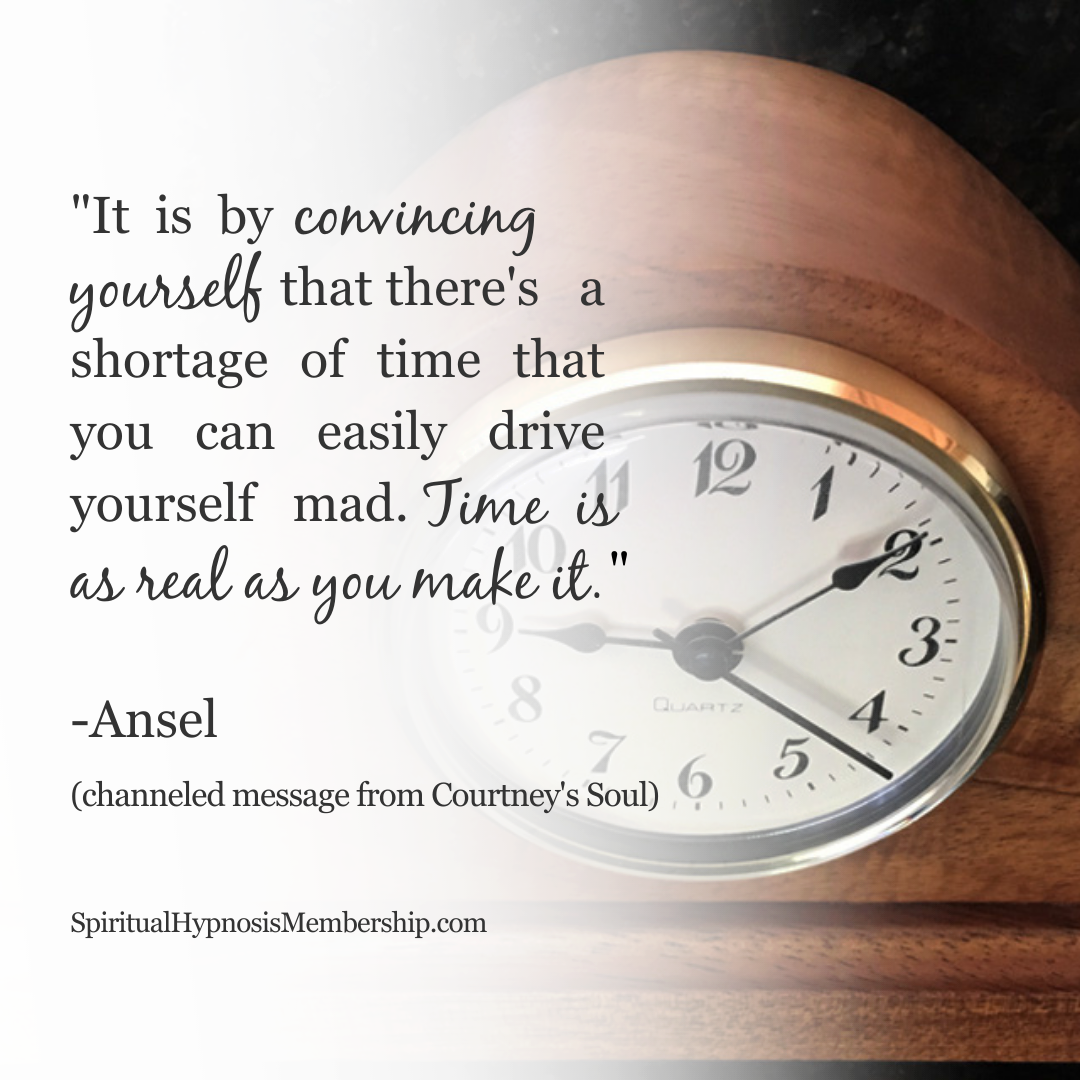 "It is by convincing
yourself that there's a
shortage of time that
you can easily drive
yourself mad. Time is
as real as you make it."
-Ansel
(channeled message from Courtney's Soul)
SpiritualHypnosisMembership.com
12
11
1
10
2
9
3
8
4
7
5
6
QUARTZ